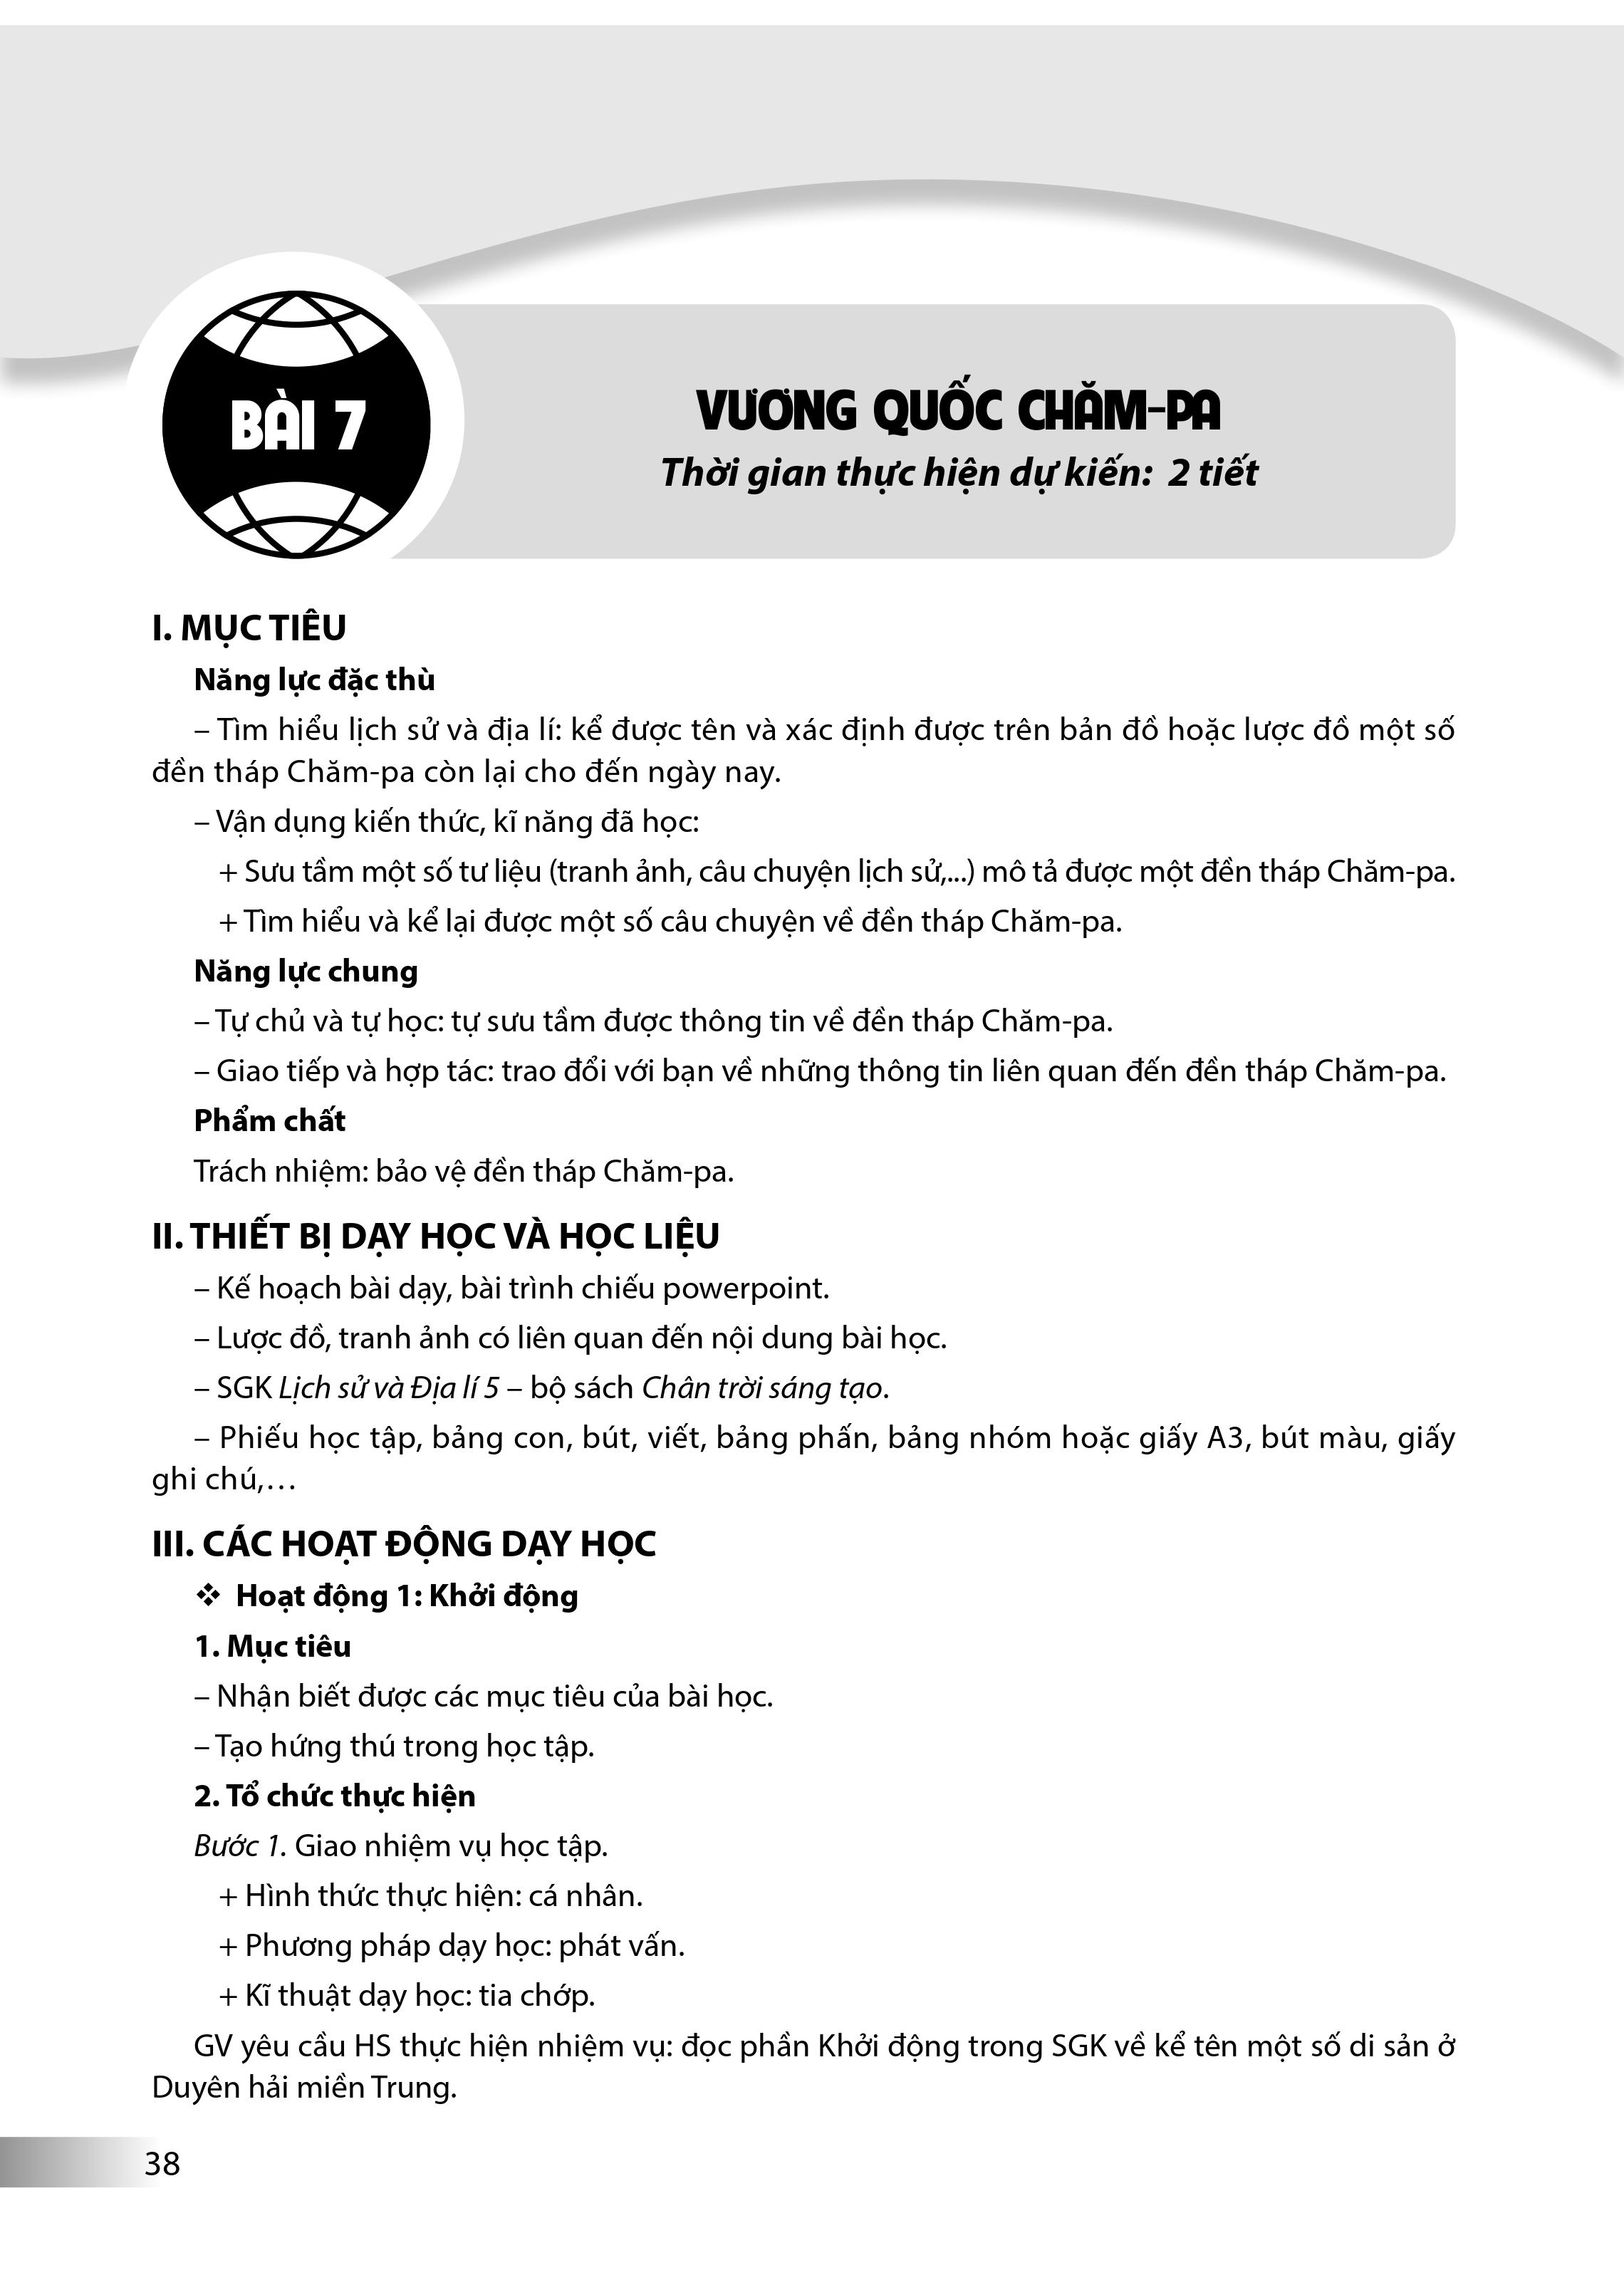 BÀI 7
VƯƠNG QUỐC CHĂM-PA
Thời gian thực hiện dự kiến: 2 tiết
I. MỤC TIÊU
Năng lực đặc thù
– Tìm hiểu lịch sử và địa lí: kể được tên và xác định được trên bản đồ hoặc lược đồ một số
đền tháp Chăm-pa còn lại cho đến ngày nay.
– Vận dụng kiến thức, kĩ năng đã học:
+ Sưu tầm một số tư liệu (tranh ảnh, câu chuyện lịch sử,...) mô tả được một đền tháp Chăm-pa.
+ Tìm hiểu và kể lại được một số câu chuyện về đền tháp Chăm-pa.
Năng lực chung
– Tự chủ và tự học: tự sưu tầm được thông tin về đền tháp Chăm-pa.
– Giao tiếp và hợp tác: trao đổi với bạn về những thông tin liên quan đến đền tháp Chăm-pa.
Phẩm chất
Trách nhiệm: bảo vệ đền tháp Chăm-pa.
II. THIẾT BỊ DẠY HỌC VÀ HỌC LIỆU
– Kế hoạch bài dạy, bài trình chiếu powerpoint.
– Lược đồ, tranh ảnh có liên quan đến nội dung bài học.
– SGK Lịch sử và Địa lí 5 – bộ sách Chân trời sáng tạo.
– Phiếu học tập, bảng con, bút, viết, bảng phấn, bảng nhóm hoặc giấy A3, bút màu, giấy
ghi chú,…
III. CÁC HOẠT ĐỘNG DẠY HỌC
❖ Hoạt động 1: Khởi động
1. Mục tiêu
– Nhận biết được các mục tiêu của bài học.
– Tạo hứng thú trong học tập.
2. Tổ chức thực hiện
Bước 1. Giao nhiệm vụ học tập.
+ Hình thức thực hiện: cá nhân.
+ Phương pháp dạy học: phát vấn.
+ Kĩ thuật dạy học: tia chớp.
GV yêu cầu HS thực hiện nhiệm vụ: đọc phần Khởi động trong SGK về kể tên một số di sản ở
Duyên hải miền Trung.
38